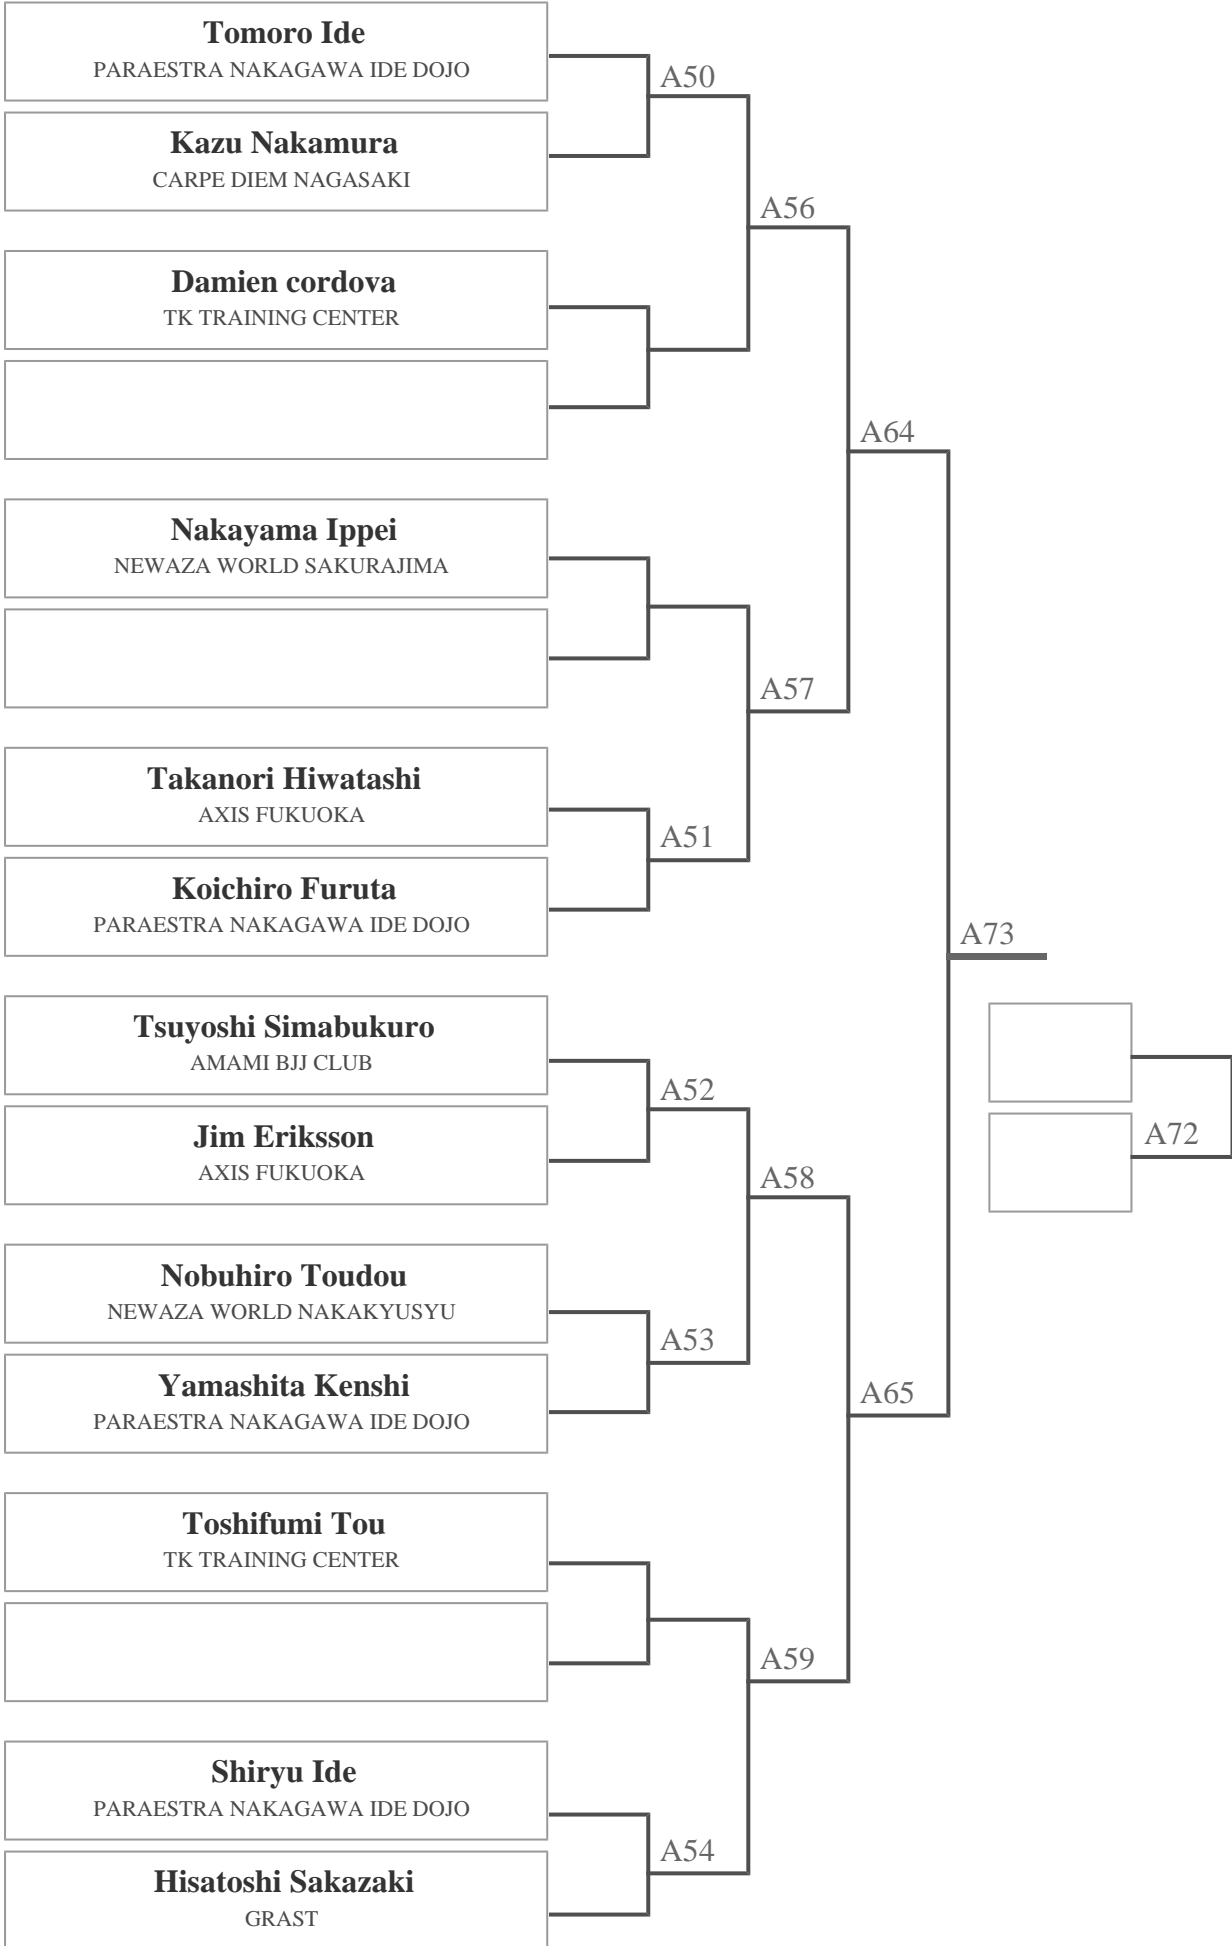 Tomoro Ide
PARAESTRA NAKAGAWA IDE DOJO
A50
Kazu Nakamura
CARPE DIEM NAGASAKI
A56
Damien cordova
TK TRAINING CENTER
A64
Nakayama Ippei
NEWAZA WORLD SAKURAJIMA
A57
Takanori Hiwatashi
AXIS FUKUOKA
A51
Koichiro Furuta
PARAESTRA NAKAGAWA IDE DOJO
A73
Tsuyoshi Simabukuro
AMAMI BJJ CLUB
A52
Jim Eriksson
AXIS FUKUOKA
A72
A58
Nobuhiro Toudou
NEWAZA WORLD NAKAKYUSYU
A53
Yamashita Kenshi
PARAESTRA NAKAGAWA IDE DOJO
A65
Toshifumi Tou
TK TRAINING CENTER
A59
Shiryu Ide
PARAESTRA NAKAGAWA IDE DOJO
A54
Hisatoshi Sakazaki
GRAST